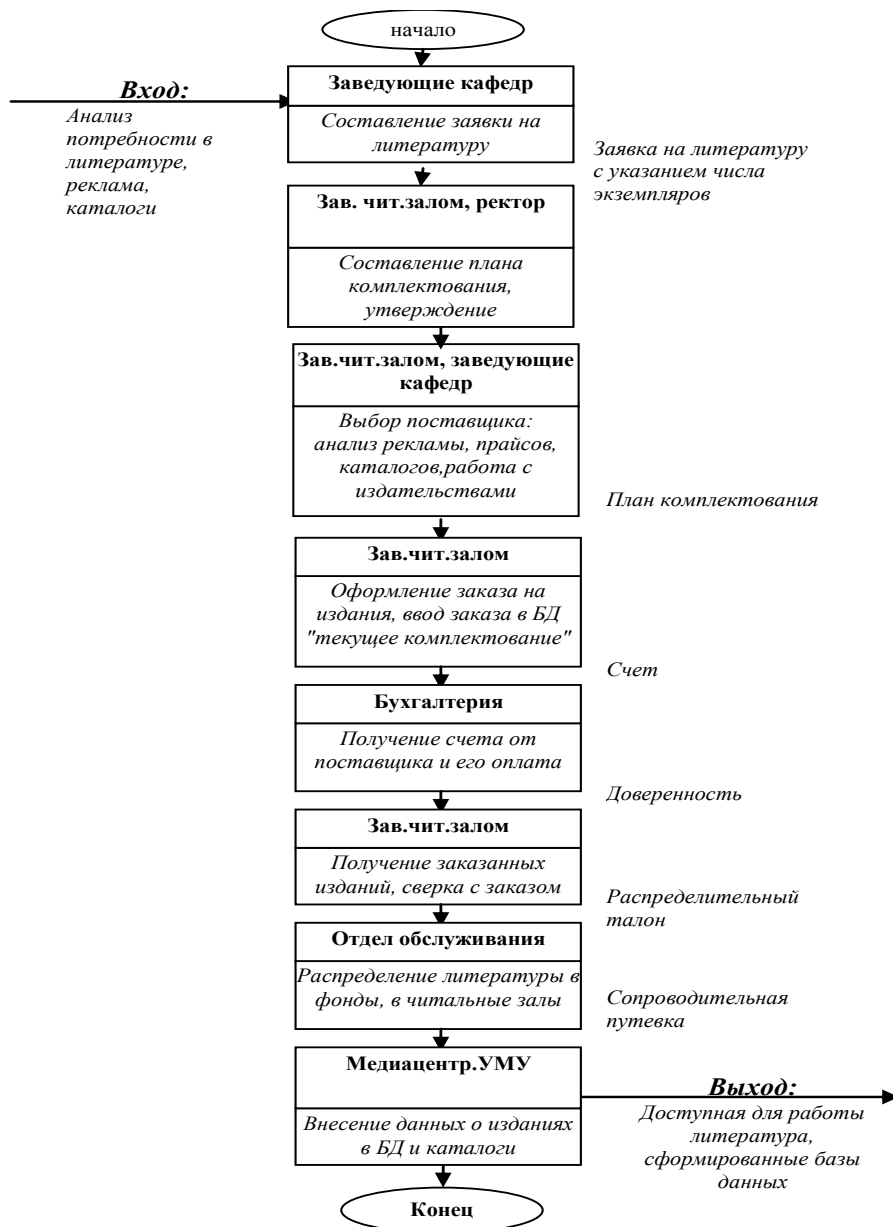 начало
Вход:
Заведующие кафедр
Анализ
потребности в
литературе,
реклама,
каталоги
Составление заявки на
литературу
Заявка на литературу
с указанием числа
экземпляров
Зав. чит.залом, ректор
Составление плана
комплектования,
утверждение
Зав.чит.залом, заведующие
кафедр
Выбор поставщика:
анализ рекламы, прайсов,
каталогов,работа с
издательствами
План комплектования
Зав.чит.залом
Оформление заказа на
издания, ввод заказа в БД
"текущее комплектование"
Счет
Бухгалтерия
Получение счета от
поставщика и его оплата
Доверенность
Зав.чит.залом
Получение заказанных
изданий, сверка с заказом
Распределительный
талон
Отдел обслуживания
Распределение литературы в
фонды, в читальные залы
Сопроводительная
путевка
Медиацентр.УМУ
Внесение данных о изданиях
в БД и каталоги
Выход:
Доступная для работы
литература,
сформированные базы
данных
Конец